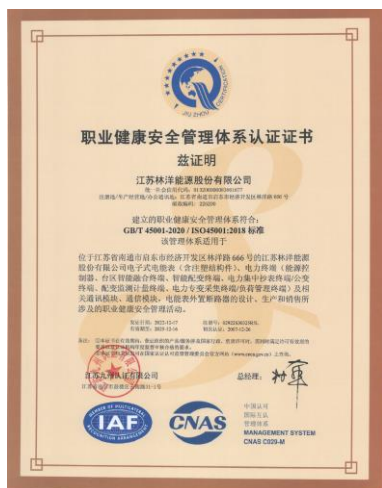 职业健康安全管理体系认证证书
兹证明
江苏林洋能源股份有限公司
建立的职业健康安全管理体系符合:
GB/T 45001-2020 / ISO45001:2018 标准
该管理体系适用于
位于江苏省南通市启东市经济开发区林洋路 666 号的江苏林洋能源
股份有限公司电子式电能表（含注塑结构件）、电力终端（能源控
制器、台区智能融合终端、智能配变终端、电力集中抄表终端/公变
终端、配变监测计量终端、电力专变采集终端/负荷管理终端）及相
关通讯模块、通信模块、电能表外置断路器的设计、生产和销售所
涉及的职业健康安全管理活动。
总经理:
IAF
CNAS
中国认可
国际互认
管理体系
MANAGEMENT SYSTEM
CNAS C029-M